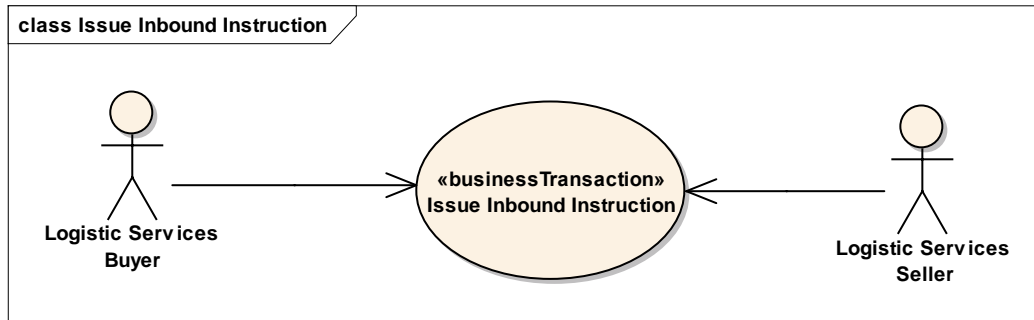 class Issue Inbound Instruction
«businessTransaction»
Issue Inbound Instruction
Logistic Services
Buyer
Logistic Services
Seller